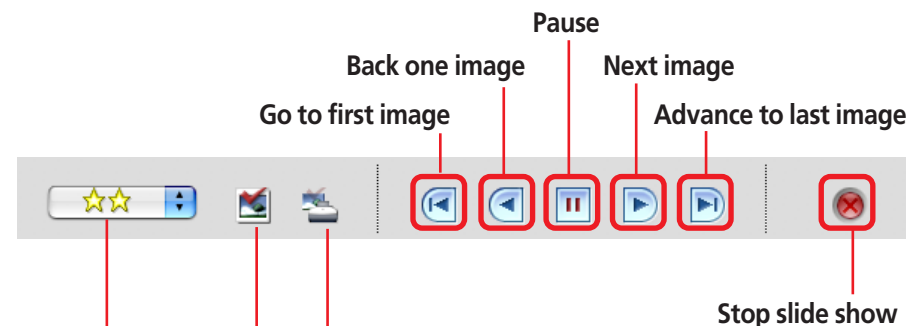 Pause
Back one image Next image
Go to first image Advance to last image
Stop slide show